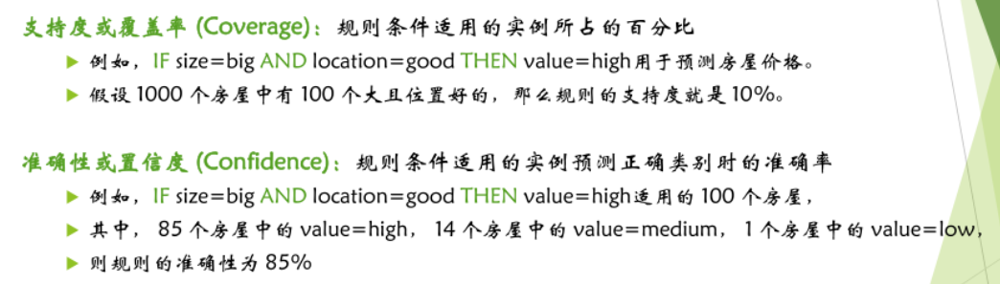 支持度或覆盖率 (Coverage)：规则条件适用的实例所占的百分比
例如，IF size=big AND location=good THEN value=high用于预测房屋价格。
假设1000 个房屋中有 100 个大且位置好的，那么规则的支持度就是10%。
准确性或置信度 (Confidence)：规则条件适用的实例预测正确类别时的准确率
例如，IF size=big AND location=good THEN value=high适用的 100 个房屋，
其中， 85 个房屋中的 value=high， 14 个房屋中的 value=medium， 1 个房屋中的 value=low，
则规则的准确性为 85%